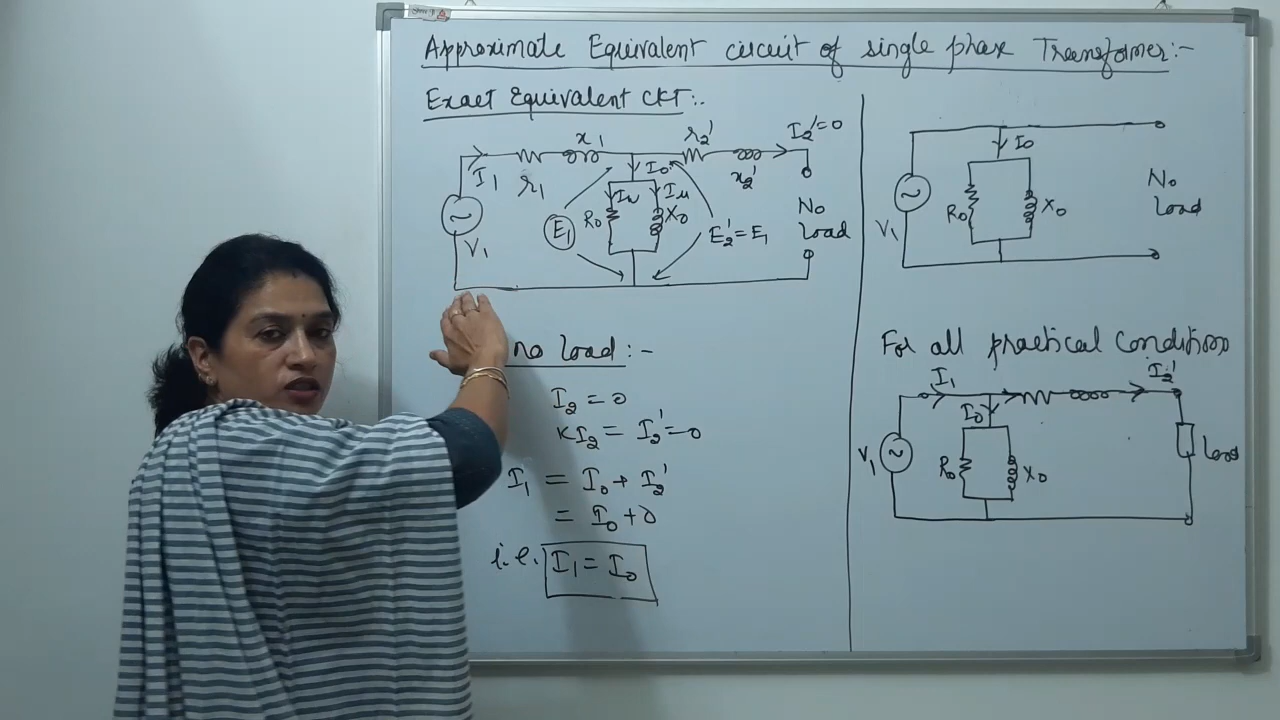 Approximate Equivalent circuit of single phase Transformer:-
Exact Equivalent CKT:.
x1
r2'
I2'=0
I1
r1
I0
x2'
V1
E1
Iw
Iμ
R0
X0
E2'=E1
No
load
no load:-
I2=0
KI2= I2'=0
I1 = I0+ I2'
= I0+0
i.e. I1= I0
I0
V1
R0
X0
No
load
For all practical Conditions
I1
I2'
I0
V1
R0
X0
load